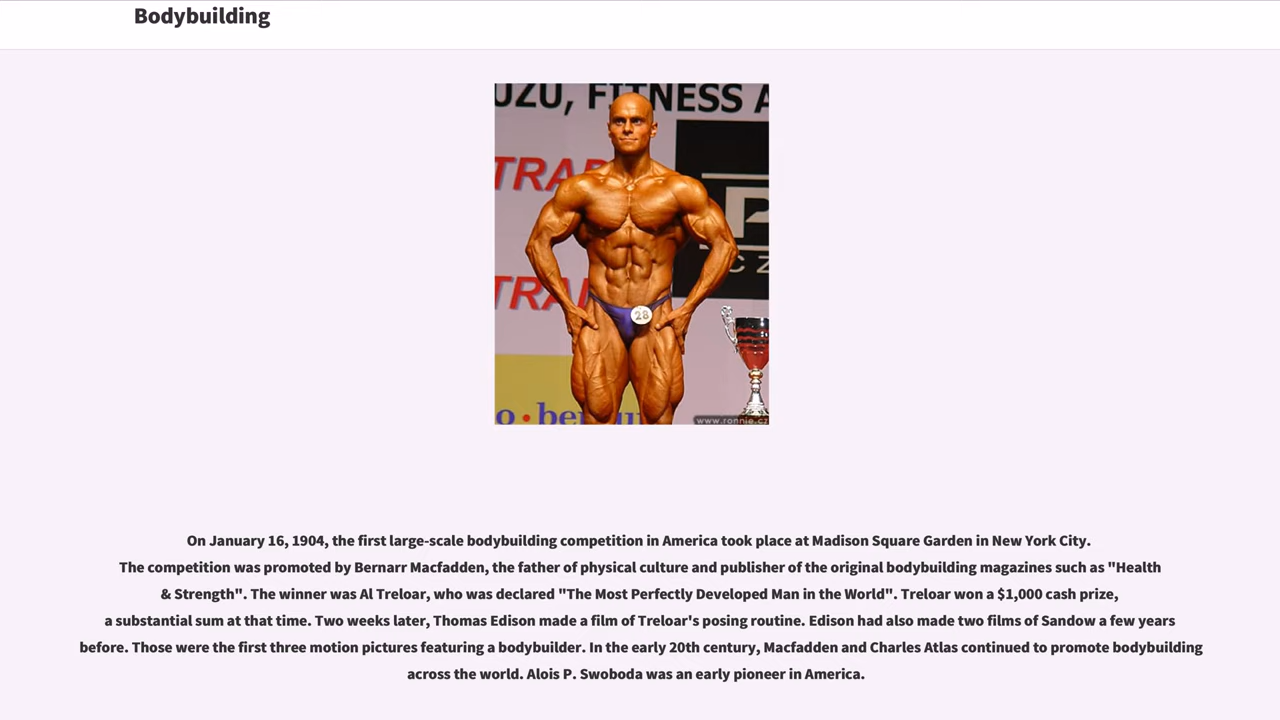 Bodybuilding
UZU, FITNESS A
TRAD
P
CZ
TRAD
28
www.ronnie.cz
On January 16, 1904, the first large-scale bodybuilding competition in America took place at Madison Square Garden in New York City.
The competition was promoted by Bernarr Macfadden, the father of physical culture and publisher of the original bodybuilding magazines such as "Health
& Strength". The winner was Al Treloar, who was declared "The Most Perfectly Developed Man in the World". Treloar won a $1,000 cash prize,
a substantial sum at that time. Two weeks later, Thomas Edison made a film of Treloar's posing routine. Edison had also made two films of Sandow a few years
before. Those were the first three motion pictures featuring a bodybuilder. In the early 20th century, Macfadden and Charles Atlas continued to promote bodybuilding
across the world. Alois P. Swoboda was an early pioneer in America.